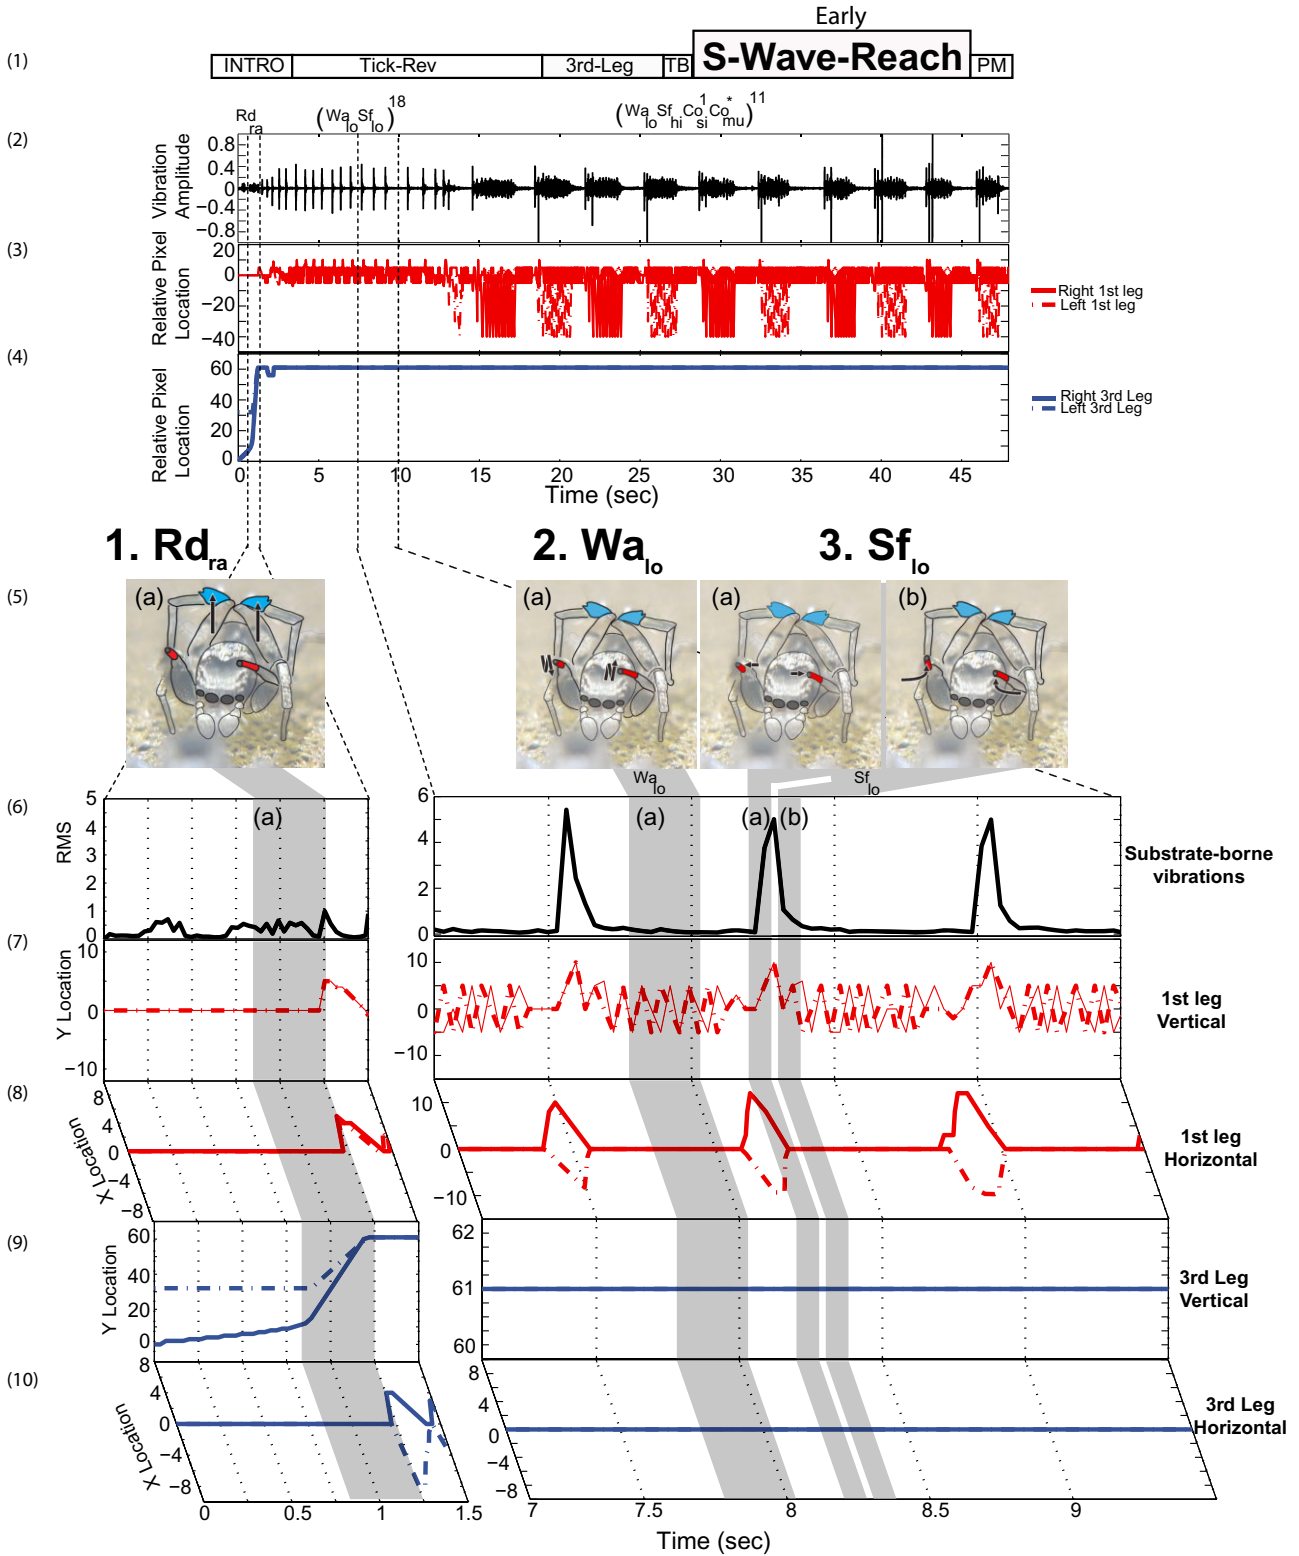 Early
(1) INTRO Tick-Rev 3rd-Leg TB S-Wave-Reach PM
Rd ra (Wa lo Sf lo) 18 (Wa lo Sf hi Co 1 si Co * mu) 11
(2) Vibration Amplitude
0.8
0.4
0
−0.4
−0.8
(3) Relative Pixel Location
20
0
−20
−40
Right 1st leg
Left 1st leg
(4) Relative Pixel Location
60
40
20
0
Right 3rd Leg
Left 3rd Leg
0 5 10 15 20 25 30 35 40 45
Time (sec)
1. Rd ra 2. Wa lo 3. Sf lo
(5) (a) (a) (a) (b)
Wa lo Sf lo
(6) RMS
5
4
3
2
1
0
(a)
6
4
2
0
(a) (a) (b)
Substrate-borne
vibrations
(7) Y Location
10
0
−10
10
0
−10
1st leg
Vertical
(8) X Location
8
4
0
−4
−8
10
0
−10
1st leg
Horizontal
(9) Y Location
60
40
20
0
62
61
60
3rd Leg
Vertical
(10) X Location
8
4
0
−4
−8
8
4
0
−4
−8
3rd Leg
Horizontal
0 0.5 1 1.5 7 7.5 8 8.5 9
Time (sec)